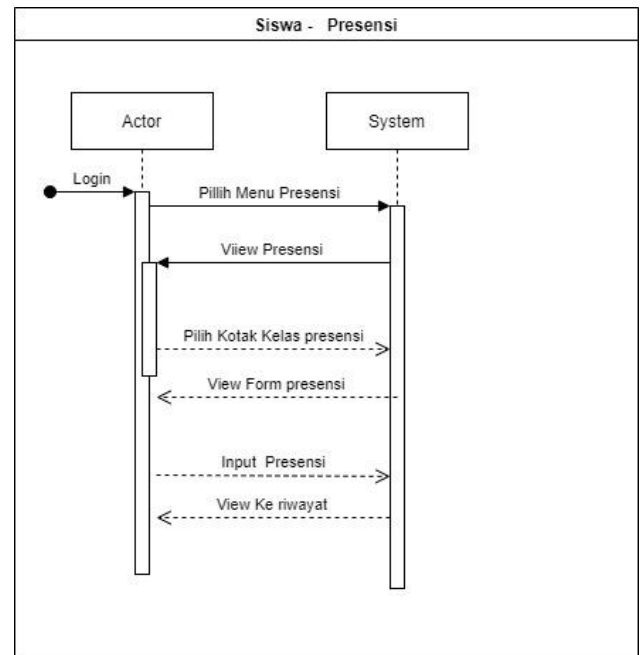 Siswa - Presensi
Actor
System
Login
Pillih Menu Presensi
Viiew Presensi
Pilih Kotak Kelas presensi
View Form presensi
Input Presensi
View Ke riwayat